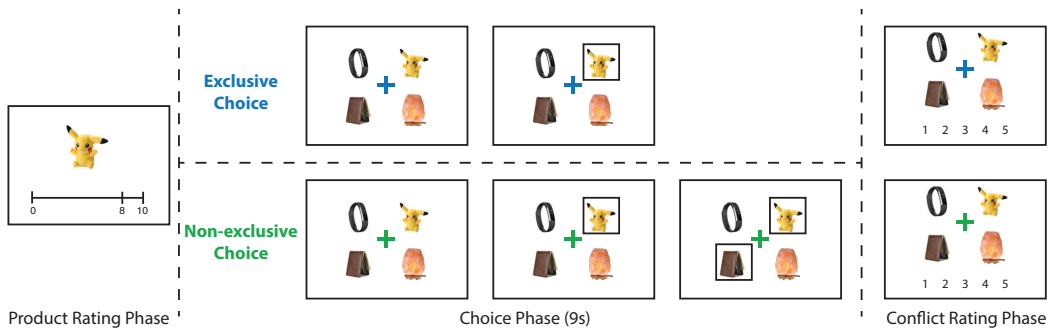 Exclusive
Choice
1 2 3 4 5
0 8 10
Non-exclusive
Choice
1 2 3 4 5
Product Rating Phase
Choice Phase (9s)
Conflict Rating Phase